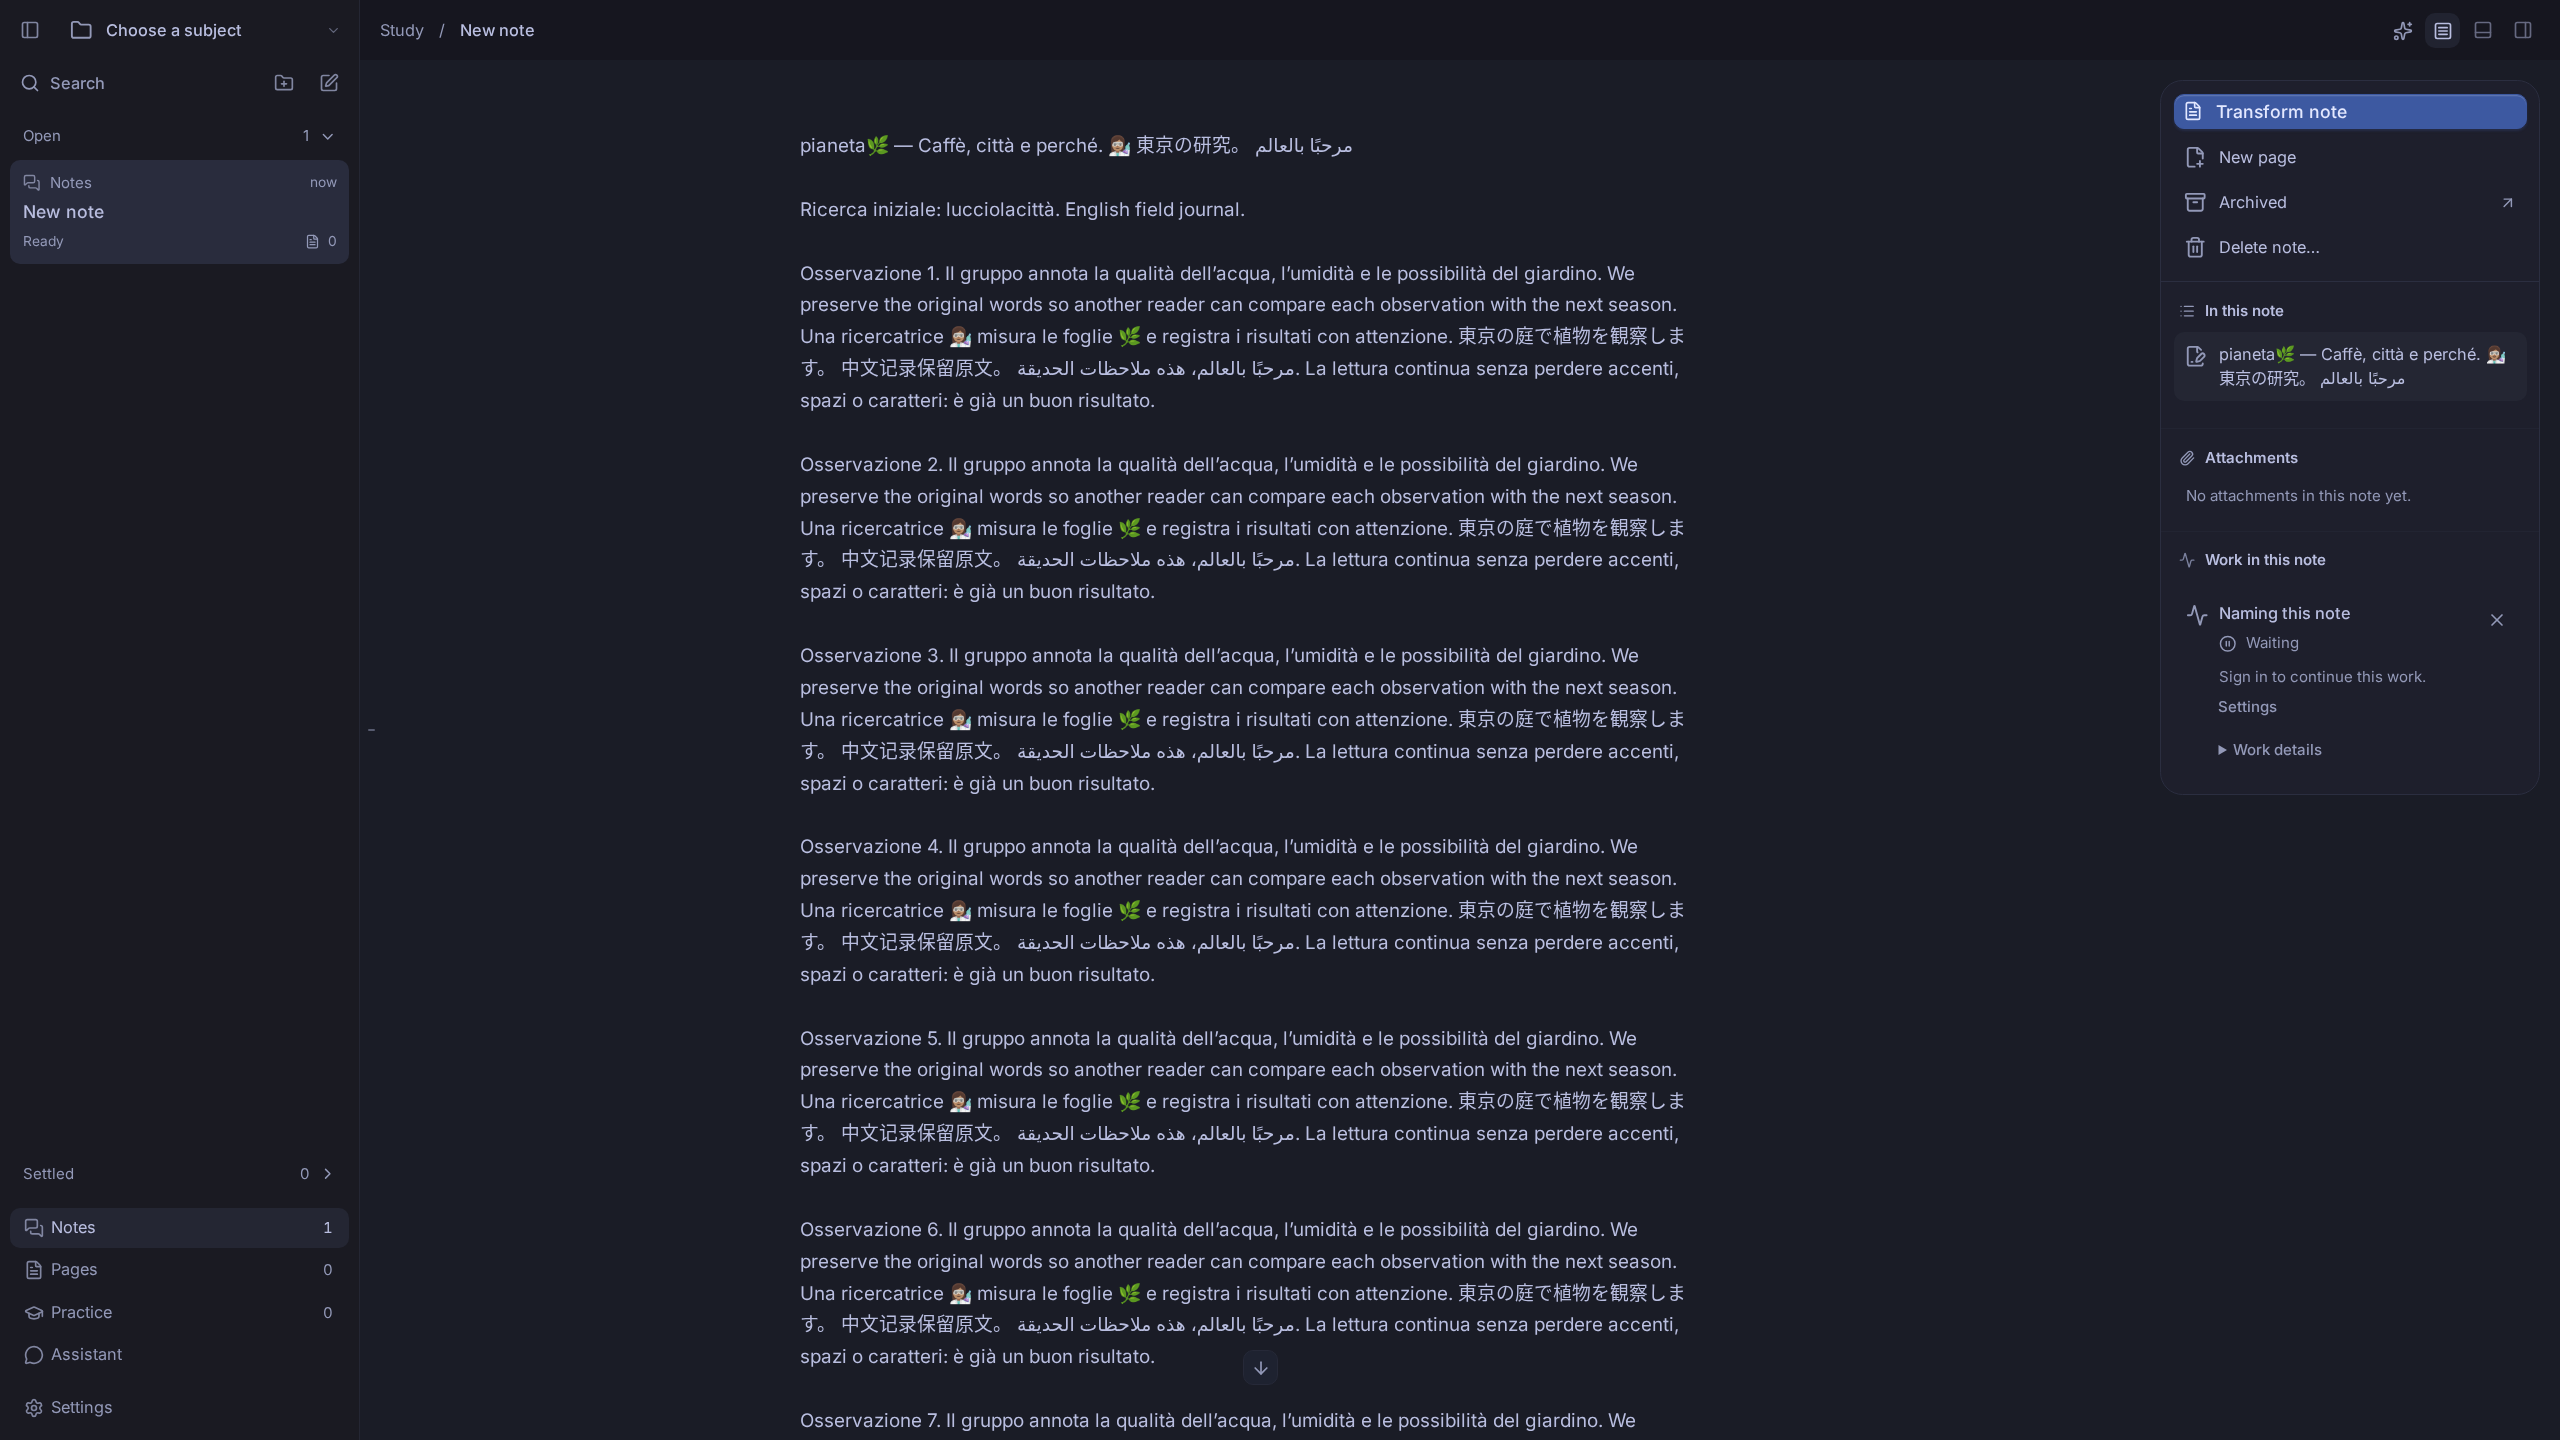 Choose a subject
Search
Open 1
Notes now
New note
Ready 0
Settled 0
Notes 1
Pages 0
Practice 0
Assistant
Settings
Study / New note
pianeta🌿 — Caffè, città e perché. 👩🏼‍🔬 東京の研究。 مرحبًا بالعالم
Ricerca iniziale: lucciolacittà. English field journal.
Osservazione 1. Il gruppo annota la qualità dell’acqua, l’umidità e le possibilità del giardino. We
preserve the original words so another reader can compare each observation with the next season.
Una ricercatrice 👩🏼‍🔬 misura le foglie 🌿 e registra i risultati con attenzione. 東京の庭で植物を観察しま
す。 中文记录保留原文。 مرحبًا بالعالم، هذه ملاحظات الحديقة. La lettura continua senza perdere accenti,
spazi o caratteri: è già un buon risultato.
Osservazione 2. Il gruppo annota la qualità dell’acqua, l’umidità e le possibilità del giardino. We
preserve the original words so another reader can compare each observation with the next season.
Una ricercatrice 👩🏼‍🔬 misura le foglie 🌿 e registra i risultati con attenzione. 東京の庭で植物を観察しま
す。 中文记录保留原文。 مرحبًا بالعالم، هذه ملاحظات الحديقة. La lettura continua senza perdere accenti,
spazi o caratteri: è già un buon risultato.
Osservazione 3. Il gruppo annota la qualità dell’acqua, l’umidità e le possibilità del giardino. We
preserve the original words so another reader can compare each observation with the next season.
Una ricercatrice 👩🏼‍🔬 misura le foglie 🌿 e registra i risultati con attenzione. 東京の庭で植物を観察しま
す。 中文记录保留原文。 مرحبًا بالعالم، هذه ملاحظات الحديقة. La lettura continua senza perdere accenti,
spazi o caratteri: è già un buon risultato.
Osservazione 4. Il gruppo annota la qualità dell’acqua, l’umidità e le possibilità del giardino. We
preserve the original words so another reader can compare each observation with the next season.
Una ricercatrice 👩🏼‍🔬 misura le foglie 🌿 e registra i risultati con attenzione. 東京の庭で植物を観察しま
す。 中文记录保留原文。 مرحبًا بالعالم، هذه ملاحظات الحديقة. La lettura continua senza perdere accenti,
spazi o caratteri: è già un buon risultato.
Osservazione 5. Il gruppo annota la qualità dell’acqua, l’umidità e le possibilità del giardino. We
preserve the original words so another reader can compare each observation with the next season.
Una ricercatrice 👩🏼‍🔬 misura le foglie 🌿 e registra i risultati con attenzione. 東京の庭で植物を観察しま
す。 中文记录保留原文。 مرحبًا بالعالم، هذه ملاحظات الحديقة. La lettura continua senza perdere accenti,
spazi o caratteri: è già un buon risultato.
Osservazione 6. Il gruppo annota la qualità dell’acqua, l’umidità e le possibilità del giardino. We
preserve the original words so another reader can compare each observation with the next season.
Una ricercatrice 👩🏼‍🔬 misura le foglie 🌿 e registra i risultati con attenzione. 東京の庭で植物を観察しま
す。 中文记录保留原文。 مرحبًا بالعالم، هذه ملاحظات الحديقة. La lettura continua senza perdere accenti,
spazi o caratteri: è già un buon risultato.
Osservazione 7. Il gruppo annota la qualità dell’acqua, l’umidità e le possibilità del giardino. We
Transform note
New page
Archived
Delete note...
In this note
pianeta🌿 — Caffè, città e perché. 👩🏼‍🔬
東京の研究。 مرحبًا بالعالم
Attachments
No attachments in this note yet.
Work in this note
Naming this note
Waiting
Sign in to continue this work.
Settings
Work details